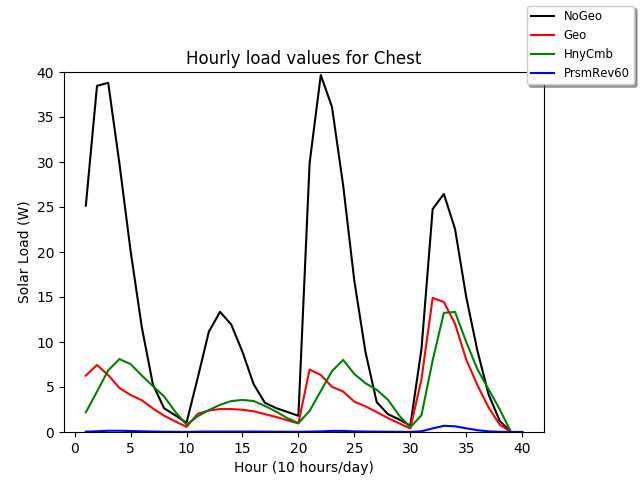 NoGeo
Geo
HnyCmb
PrsmRev60
Hourly load values for Chest
40
35
30
25
20
15
10
5
0
Solar Load (W)
0 5 10 15 20 25 30 35 40
Hour (10 hours/day)